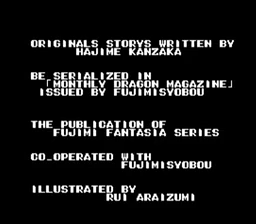 ORIGINALS STORYS WRITTEN BY
HAJIME KANZAKA
BE SERIALIZED IN
「MONTHLY DRAGON MAGAZINE」
ISSUED BY FUJIMISYOBOU
THE PUBLICATION OF
FUJIMI FANTASIA SERIES
CO_OPERATED WITH
FUJIMISYOBOU
ILLUSTRATED BY
RUI ARAIZUMI